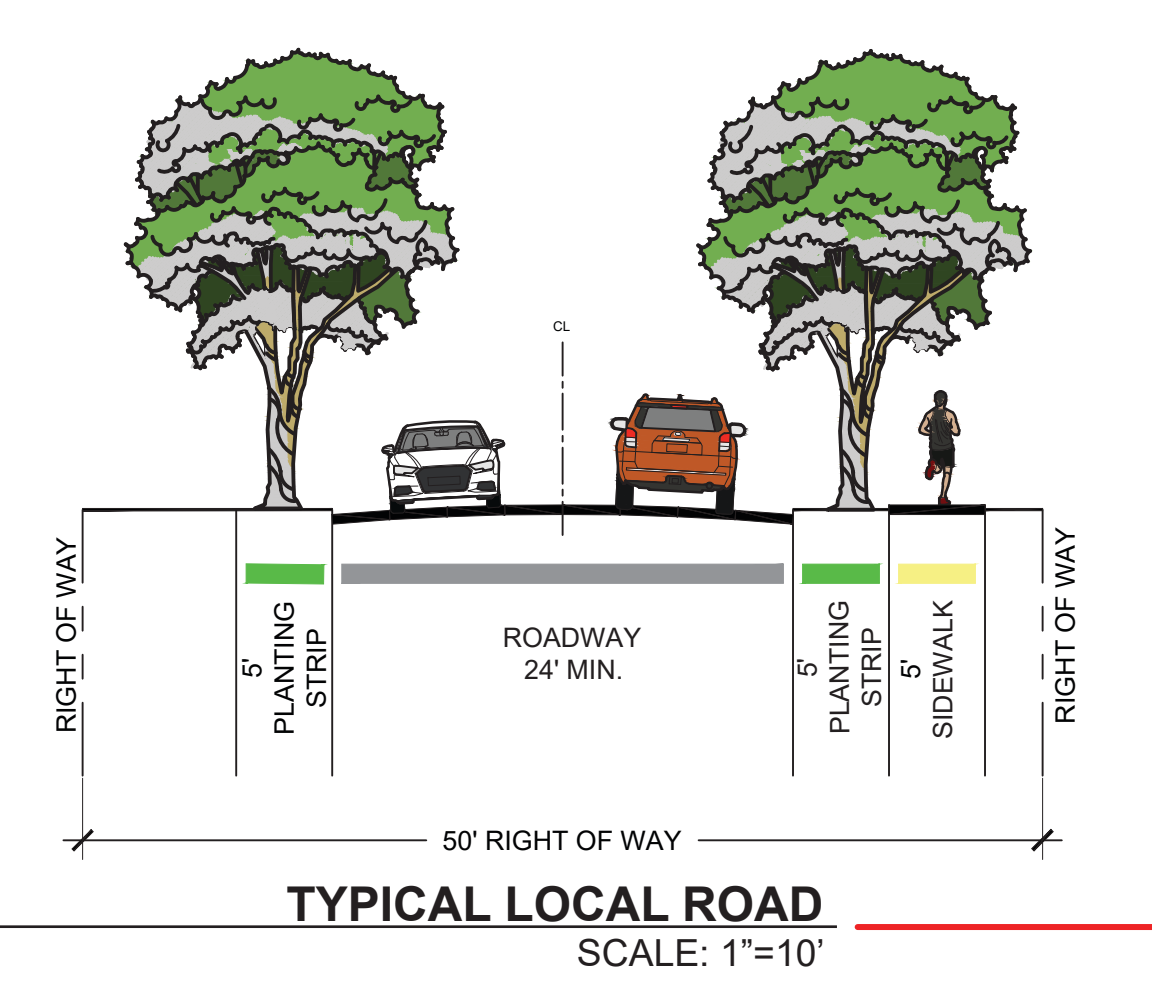 CL
RIGHT OF WAY
5'
PLANTING
STRIP
ROADWAY
24' MIN.
5'
PLANTING
STRIP
5'
SIDEWALK
RIGHT OF WAY
50' RIGHT OF WAY
TYPICAL LOCAL ROAD
SCALE: 1”=10’